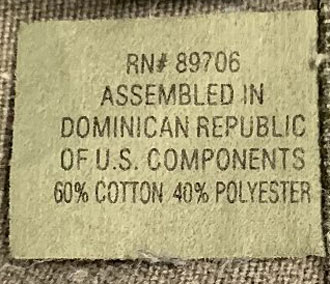 RN# 89706
ASSEMBLED IN
DOMINICAN REPUBLIC
OF U.S. COMPONENTS
60% COTTON 40% POLYESTER